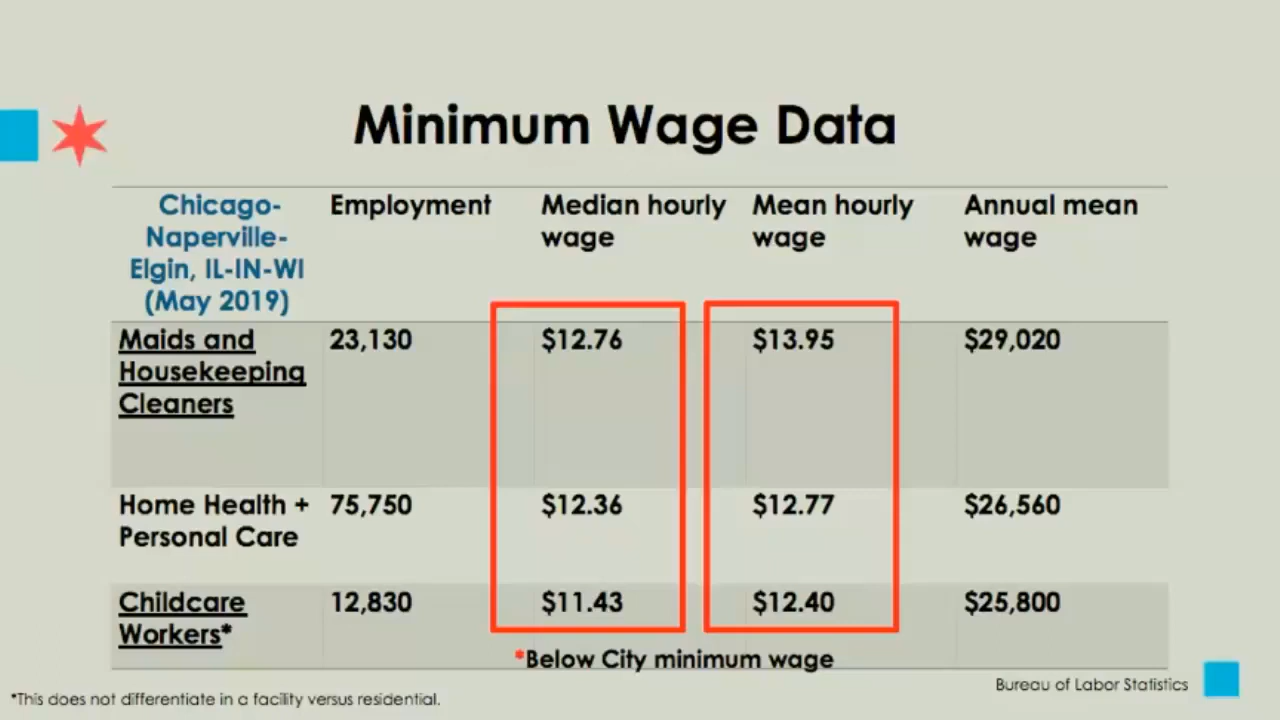 Minimum Wage Data
Chicago-
Naperville-
Elgin, IL-IN-WI
(May 2019)
Employment
Median hourly
wage
Mean hourly
wage
Annual mean
wage
Maids and
Housekeeping
Cleaners
23,130
$12.76
$13.95
$29,020
Home Health +
Personal Care
75,750
$12.36
$12.77
$26,560
Childcare
Workers*
12,830
$11.43
$12.40
$25,800
*Below City minimum wage
Bureau of Labor Statistics
*This does not differentiate in a facility versus residential.